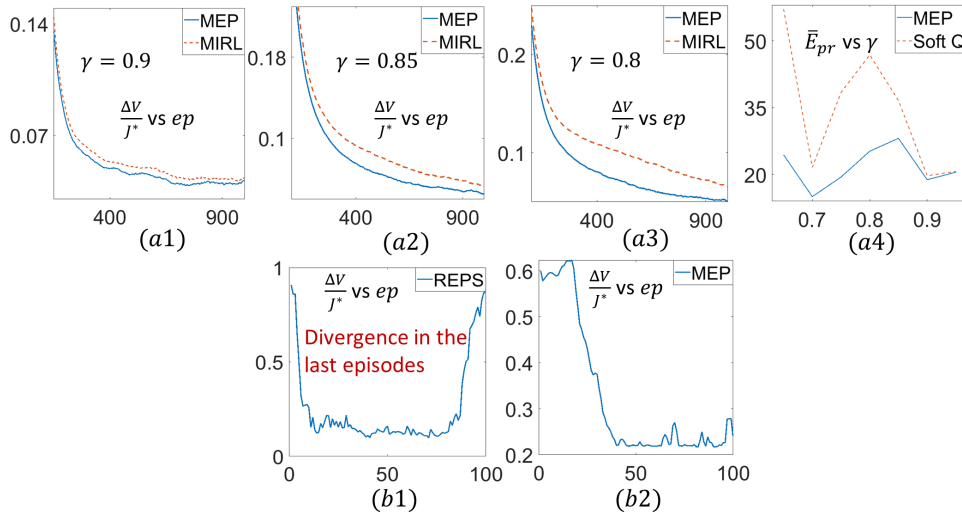 0.14
0.07
400
900
MEP
MIRL
γ = 0.9
ΔV/J* vs ep
(a1)
0.18
0.1
400
900
MEP
MIRL
γ = 0.85
ΔV/J* vs ep
(a2)
0.2
0.1
400
900
MEP
MIRL
γ = 0.8
ΔV/J* vs ep
(a3)
50
35
20
0.7
0.8
0.9
MEP
Soft Q
Ē_pr vs γ
(a4)
1
0.5
0
0
50
100
REPS
ΔV/J* vs ep
Divergence in the
last episodes
(b1)
0.6
0.5
0.4
0.3
0.2
0
50
100
MEP
ΔV/J* vs ep
(b2)